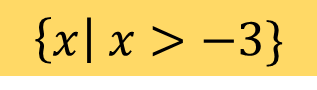 {x| x > −3}